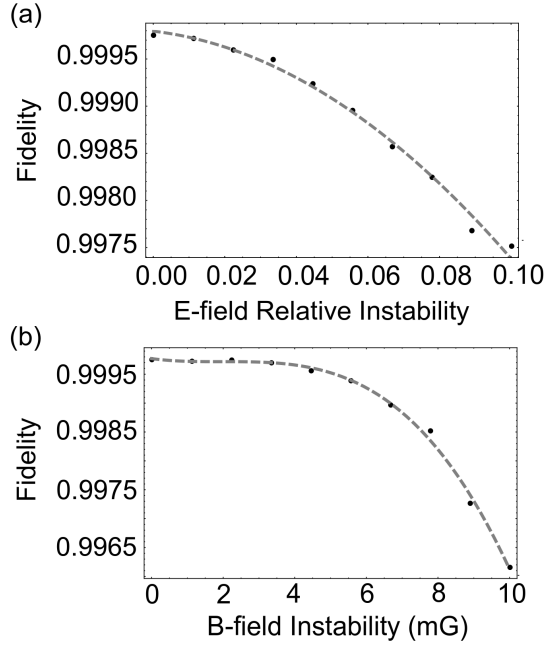 (a)
Fidelity
0.9995
0.9990
0.9985
0.9980
0.9975
0.00 0.02 0.04 0.06 0.08 0.10
E-field Relative Instability
(b)
Fidelity
0.9995
0.9985
0.9975
0.9965
0 2 4 6 8 10
B-field Instability (mG)